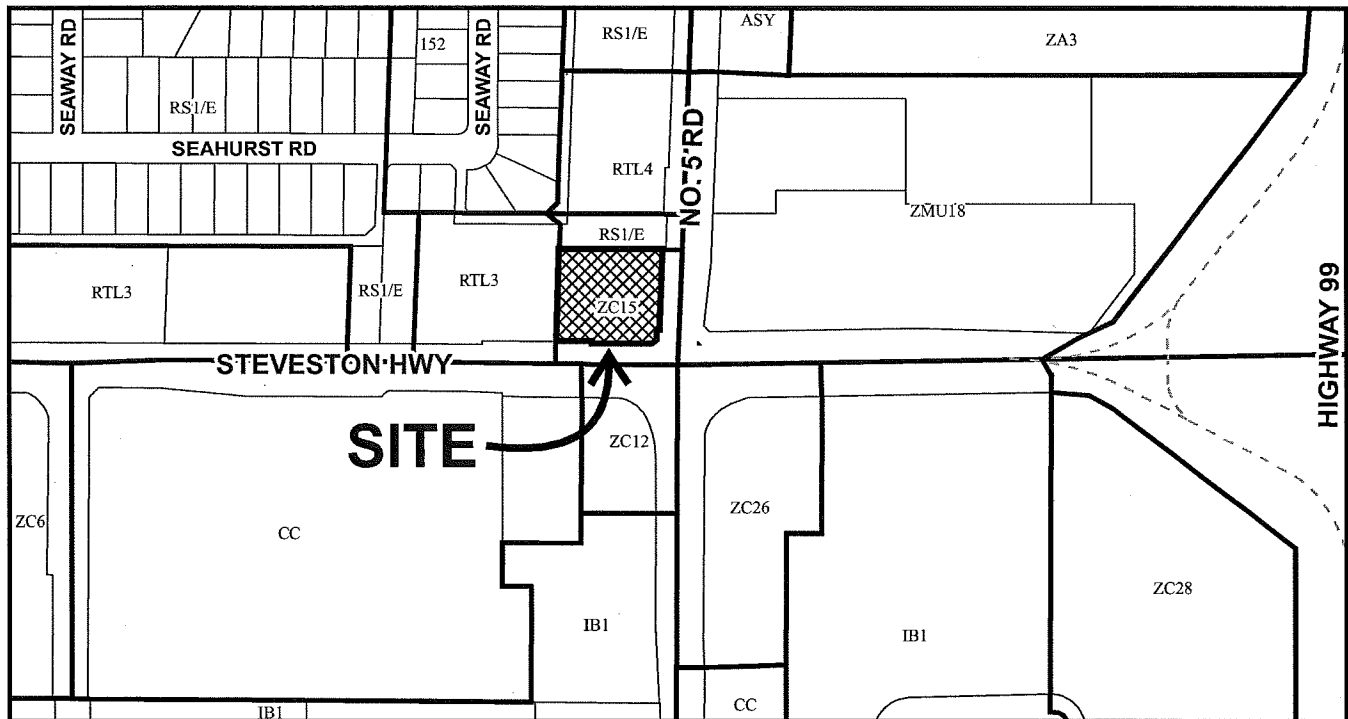 SEAWAY RD
152
SEAWAY RD
RS1/E
ASY
ZA3
RS1/E
SEAHURST RD
RTL4
NO. 5 RD
ZMU18
RS1/E
RTL3
RS1/E
RTL3
ZC15
HIGHWAY 99
STEVESTON HWY
SITE
ZC12
ZC6
CC
ZC26
ZC28
IB1
IB1
IB1
CC